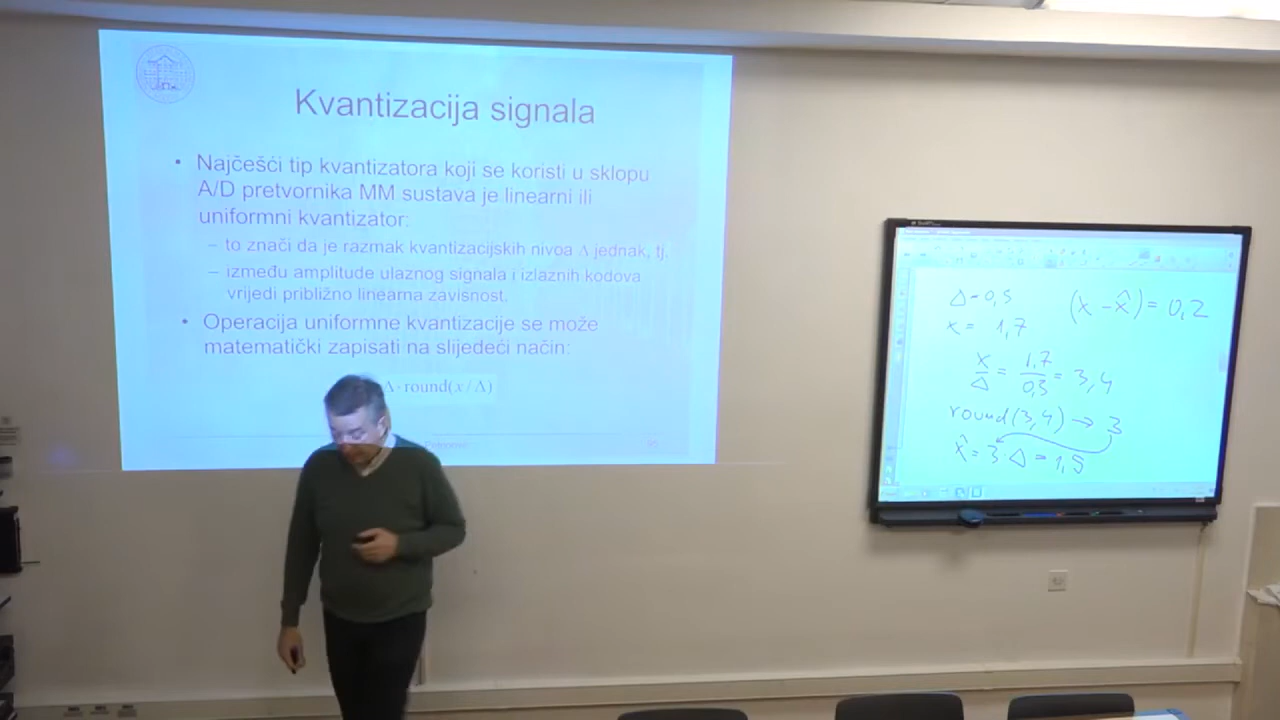 Kvantizacija signala
• Najčešći tip kvantizatora koji se koristi u sklopu
A/D pretvornika MM sustava je linearni ili
uniformni kvantizator:
– to znači da je razmak kvantizacijskih nivoa Δ jednak, tj.
– između amplitude ulaznog signala i izlaznih kodova
vrijedi približno linearna zavisnost.
• Operacija uniformne kvantizacije se može
matematički zapisati na slijedeći način:
Δ·round(x / Δ)
Δ = 0,5
(x - x̂) = 0,2
x = 1,7
x/Δ = 1,7/0,5 = 3,4
round(3,4) → 3
x̂ = 3·Δ = 1,5